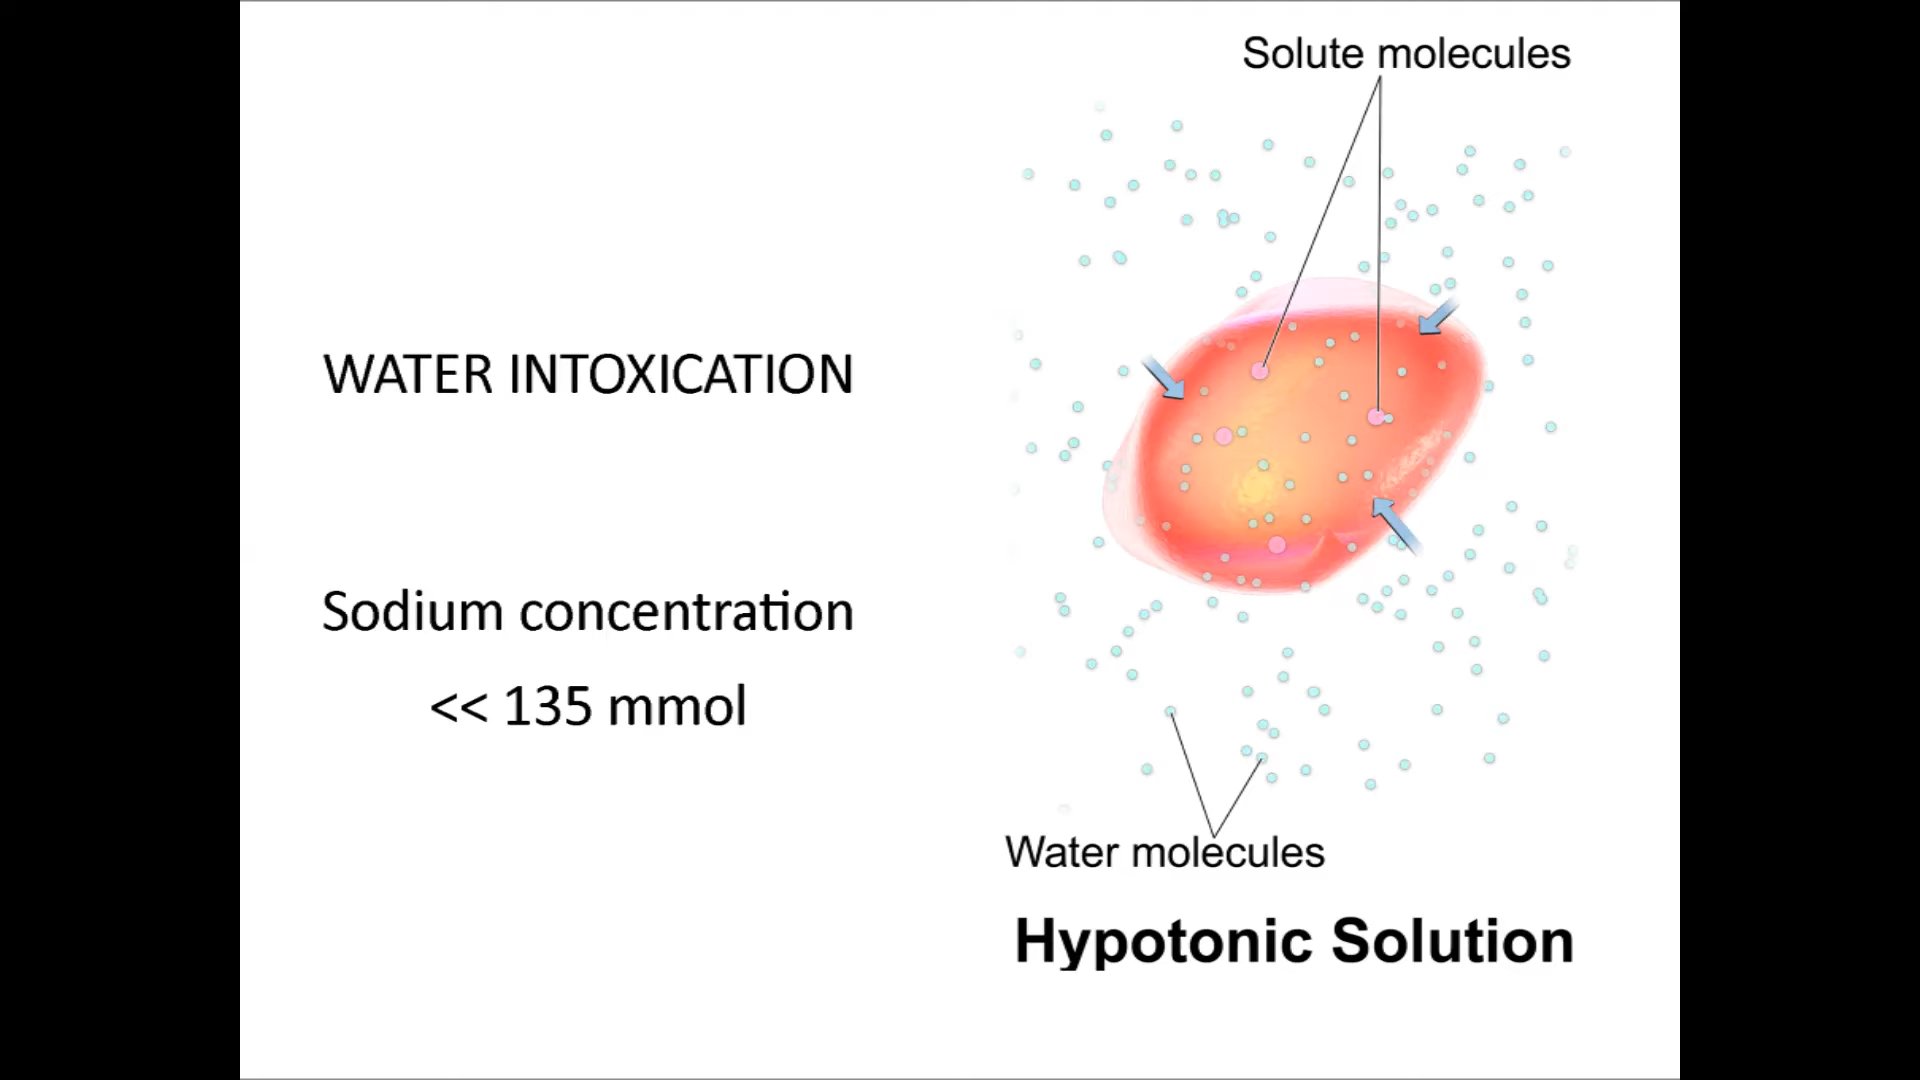 WATER INTOXICATION
Sodium concentration
<< 135 mmol
Solute molecules
Water molecules
Hypotonic Solution